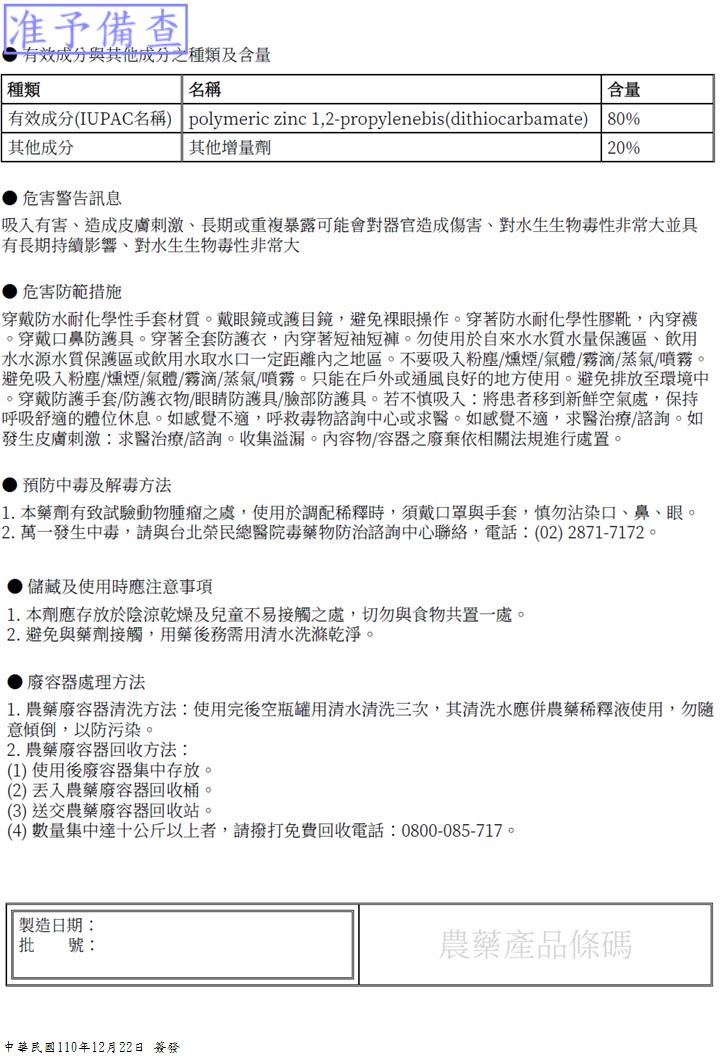 准予備查
● 有效成分與其他成分之種類及含量
種類 名稱 含量
有效成分(IUPAC名稱) polymeric zinc 1,2-propylenebis(dithiocarbamate) 80%
其他成分 其他增量劑 20%
● 危害警告訊息
吸入有害、造成皮膚刺激、長期或重複暴露可能會對器官造成傷害、對水生生物毒性非常大並具
有長期持續影響、對水生生物毒性非常大
● 危害防範措施
穿戴防水耐化學性手套材質。戴眼鏡或護目鏡，避免裸眼操作。穿著防水耐化學性膠靴，內穿襪
。穿戴口鼻防護具。穿著全套防護衣，內穿著短袖短褲。勿使用於自來水水質水量保護區、飲用
水水源水質保護區或飲用水取水口一定距離內之地區。不要吸入粉塵/燻煙/氣體/霧滴/蒸氣/噴霧。
避免吸入粉塵/燻煙/氣體/霧滴/蒸氣/噴霧。只能在戶外或通風良好的地方使用。避免排放至環境中
。穿戴防護手套/防護衣物/眼睛防護具/臉部防護具。若不慎吸入：將患者移到新鮮空氣處，保持
呼吸舒適的體位休息。如感覺不適，呼救毒物諮詢中心或求醫。如感覺不適，求醫治療/諮詢。如
發生皮膚刺激：求醫治療/諮詢。收集溢漏。內容物/容器之廢棄依相關法規進行處置。
● 預防中毒及解毒方法
1. 本藥劑有致試驗動物腫瘤之虞，使用於調配稀釋時，須戴口罩與手套，慎勿沾染口、鼻、眼。
2. 萬一發生中毒，請與台北榮民總醫院毒藥物防治諮詢中心聯絡，電話：(02) 2871-7172。
● 儲藏及使用時應注意事項
1. 本劑應存放於陰涼乾燥及兒童不易接觸之處，切勿與食物共置一處。
2. 避免與藥劑接觸，用藥後務需用清水洗滌乾淨。
● 廢容器處理方法
1. 農藥廢容器清洗方法：使用完後空瓶罐用清水清洗三次，其清洗水應併農藥稀釋液使用，勿隨
意傾倒，以防污染。
2. 農藥廢容器回收方法：
(1) 使用後廢容器集中存放。
(2) 丟入農藥廢容器回收桶。
(3) 送交農藥廢容器回收站。
(4) 數量集中達十公斤以上者，請撥打免費回收電話：0800-085-717。
製造日期：
批　　號：
農藥產品條碼
中華民國110年12月22日 簽發